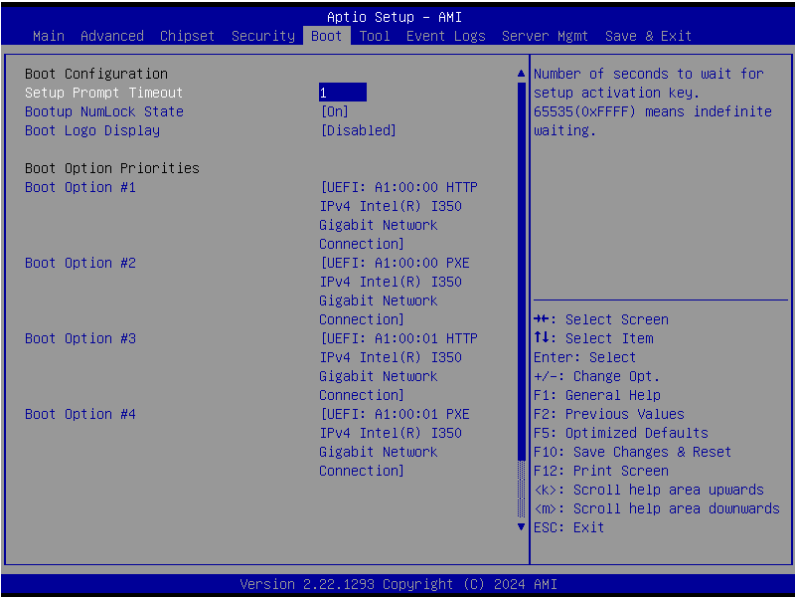 Aptio Setup – AMI
Main Advanced Chipset Security Boot Tool Event Logs Server Mgmt Save & Exit
Boot Configuration
Setup Prompt Timeout 1
Bootup NumLock State [On]
Boot Logo Display [Disabled]
Boot Option Priorities
Boot Option #1 [UEFI: A1:00:00 HTTP
IPv4 Intel(R) I350
Gigabit Network
Connection]
Boot Option #2 [UEFI: A1:00:00 PXE
IPv4 Intel(R) I350
Gigabit Network
Connection]
Boot Option #3 [UEFI: A1:00:01 HTTP
IPv4 Intel(R) I350
Gigabit Network
Connection]
Boot Option #4 [UEFI: A1:00:01 PXE
IPv4 Intel(R) I350
Gigabit Network
Connection]
Number of seconds to wait for
setup activation key.
65535(0xFFFF) means indefinite
waiting.
→←: Select Screen
↑↓: Select Item
Enter: Select
+/-: Change Opt.
F1: General Help
F2: Previous Values
F5: Optimized Defaults
F10: Save Changes & Reset
F12: Print Screen
<k>: Scroll help area upwards
<m>: Scroll help area downwards
ESC: Exit
Version 2.22.1293 Copyright (C) 2024 AMI